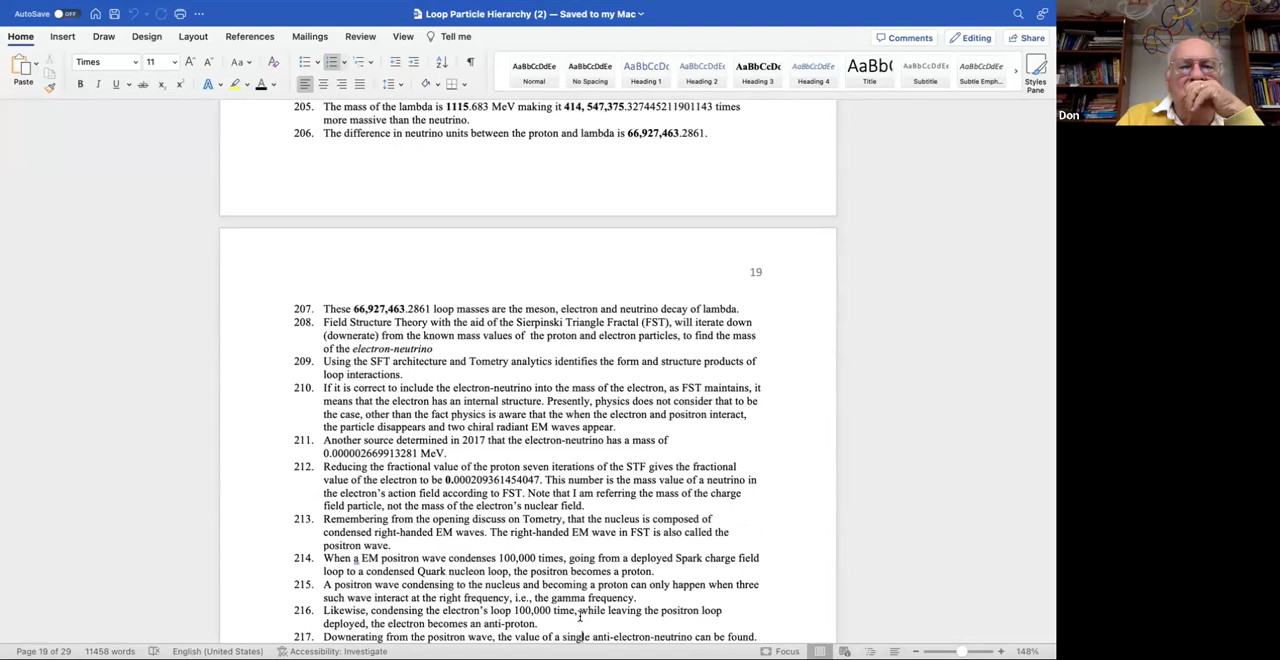 AutoSave OFF
Loop Particle Hierarchy (2) — Saved to my Mac
Home Insert Draw Design Layout References Mailings Review View Tell me
Comments Editing Share
Paste
Times 11
AaBbCcDdEe AaBbCcDdEe AaBbCcDc AaBbCcDdEe AaBbCcDdEe AaBbCcDdEe AaBb( AaBbCcDdEe AaBbCcDdEe
Normal No Spacing Heading 1 Heading 2 Heading 3 Heading 4 Title Subtitle Subtle Emph...
Styles
Pane
Don
205. The mass of the lambda is 1115.683 MeV making it 414, 547,375.327445211901143 times
more massive than the neutrino.
206. The difference in neutrino units between the proton and lambda is 66,927,463.2861.
19
207. These 66,927,463.2861 loop masses are the meson, electron and neutrino decay of lambda.
208. Field Structure Theory with the aid of the Sierpinski Triangle Fractal (FST), will iterate down
(downerate) from the known mass values of the proton and electron particles, to find the mass
of the electron-neutrino
209. Using the SFT architecture and Tometry analytics identifies the form and structure products of
loop interactions.
210. If it is correct to include the electron-neutrino into the mass of the electron, as FST maintains, it
means that the electron has an internal structure. Presently, physics does not consider that to be
the case, other than the fact physics is aware that the when the electron and positron interact,
the particle disappears and two chiral radiant EM waves appear.
211. Another source determined in 2017 that the electron-neutrino has a mass of
0.000002669913281 MeV.
212. Reducing the fractional value of the proton seven iterations of the STF gives the fractional
value of the electron to be 0.000209361454047. This number is the mass value of a neutrino in
the electron's action field according to FST. Note that I am referring the mass of the charge
field particle, not the mass of the electron's nuclear field.
213. Remembering from the opening discuss on Tometry, that the nucleus is composed of
condensed right-handed EM waves. The right-handed EM wave in FST is also called the
positron wave.
214. When a EM positron wave condenses 100,000 times, going from a deployed Spark charge field
loop to a condensed Quark nucleon loop, the positron becomes a proton.
215. A positron wave condensing to the nucleus and becoming a proton can only happen when three
such wave interact at the right frequency, i.e., the gamma frequency.
216. Likewise, condensing the electron's loop 100,000 time, while leaving the positron loop
deployed, the electron becomes an anti-proton.
217. Downerating from the positron wave, the value of a single anti-electron-neutrino can be found.
Page 19 of 29 11458 words English (United States) Accessibility: Investigate Focus 148%